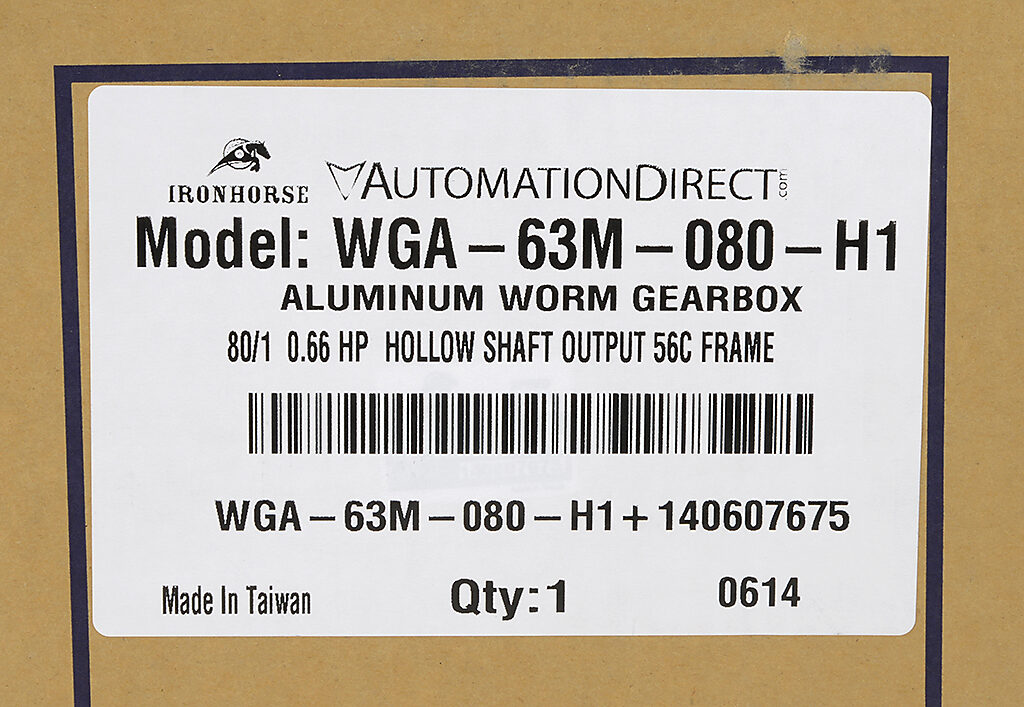 IRONHORSE
AUTOMATIONDIRECT.com
Model: WGA – 63M – 080 – H1
ALUMINUM WORM GEARBOX
80/1 0.66 HP HOLLOW SHAFT OUTPUT 56C FRAME
WGA – 63M – 080 – H1 + 140607675
Made In Taiwan Qty: 1 0614